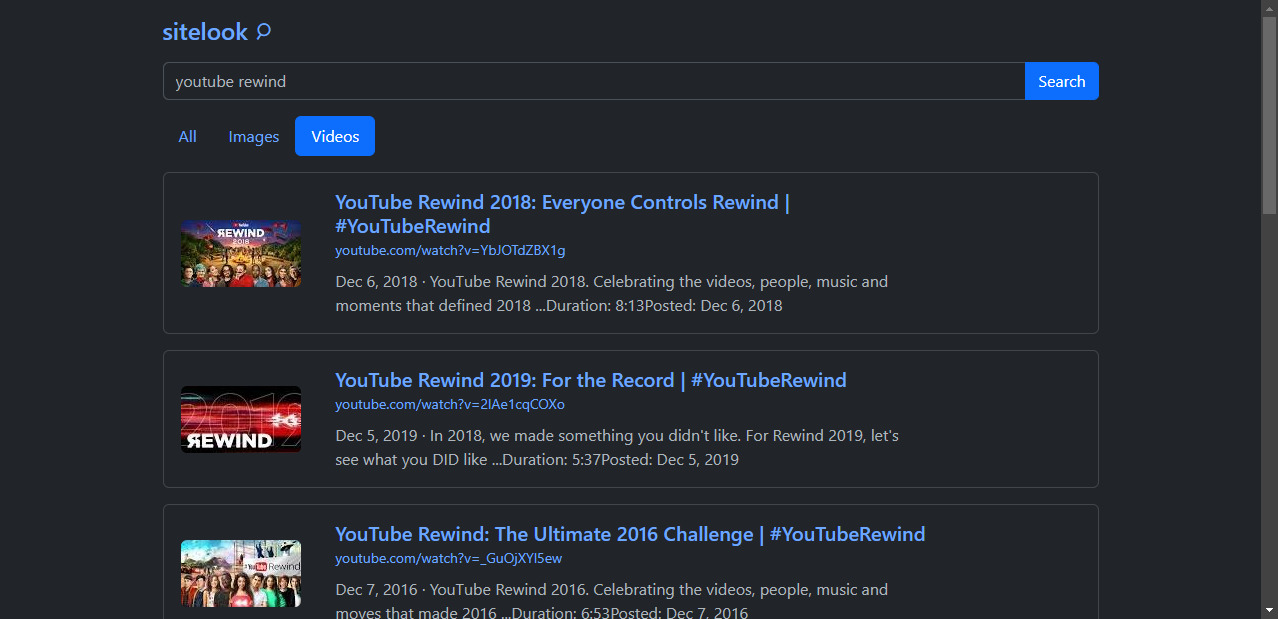 sitelook
youtube rewind
Search
All
Images
Videos
YouTube
REWIND
2018
YouTube Rewind 2018: Everyone Controls Rewind |
#YouTubeRewind
youtube.com/watch?v=YbJOTdZBX1g
Dec 6, 2018 · YouTube Rewind 2018. Celebrating the videos, people, music and
moments that defined 2018 ...Duration: 8:13Posted: Dec 6, 2018
2019
REWIND
YouTube Rewind 2019: For the Record | #YouTubeRewind
youtube.com/watch?v=2lAe1cqCOXo
Dec 5, 2019 · In 2018, we made something you didn't like. For Rewind 2019, let's
see what you DID like ...Duration: 5:37Posted: Dec 5, 2019
#YouTube Rewind
YouTube Rewind: The Ultimate 2016 Challenge | #YouTubeRewind
youtube.com/watch?v=_GuOjXYl5ew
Dec 7, 2016 · YouTube Rewind 2016. Celebrating the videos, people, music and
moves that made 2016 ...Duration: 6:53Posted: Dec 7, 2016